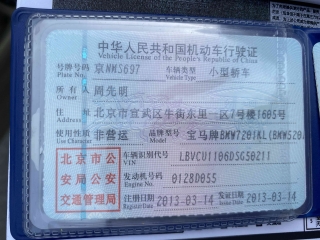 中华人民共和国机动车行驶证
Vehicle License of the People's Republic of China
号牌号码 京NMS697 车辆类型 小型轿车
Plate No. Vehicle Type
所有人 周先明
Owner
住址 北京市宣武区牛街东里一区7号楼1605号
Address
使用性质 非营运 品牌型号 宝马牌BMW7201KL(BMW520
Use Character Model
北京市公安局公安交通管理局
车辆识别代号 LBVCU1106DSG50211
VIN
发动机号码 0128D055
Engine No.
注册日期 2013-03-14 发证日期 2013-03-14
Register Date Issue Date